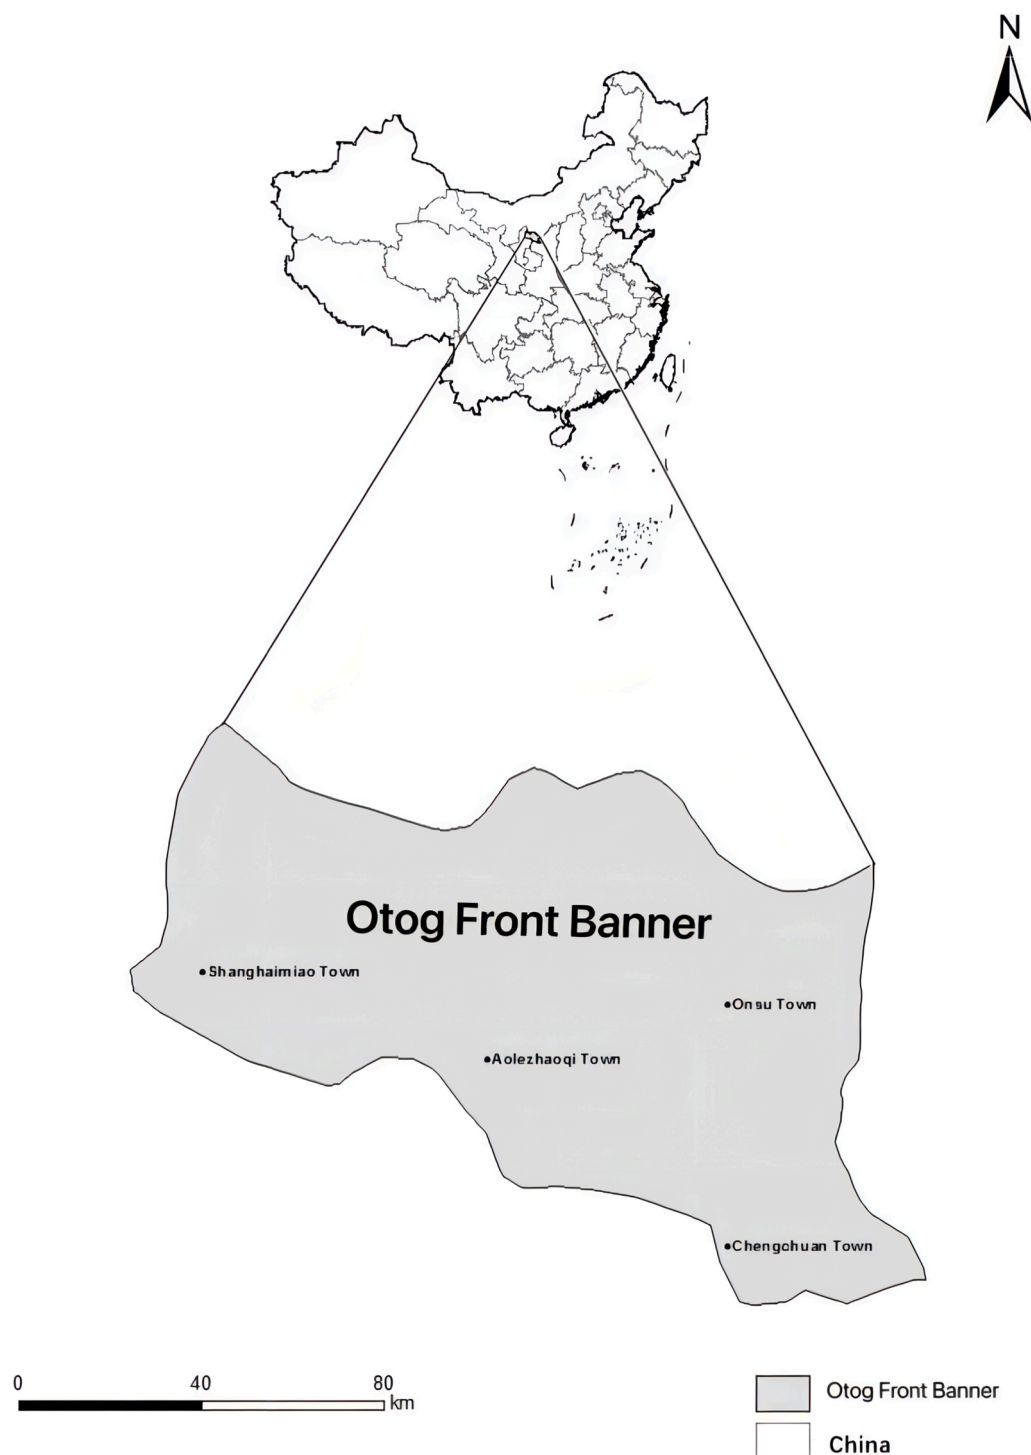 N
Otog Front Banner
Shanghaimiao Town
Onsu Town
Aolezhaoqi Town
Chengchuan Town
0 40 80
km
Otog Front Banner
China